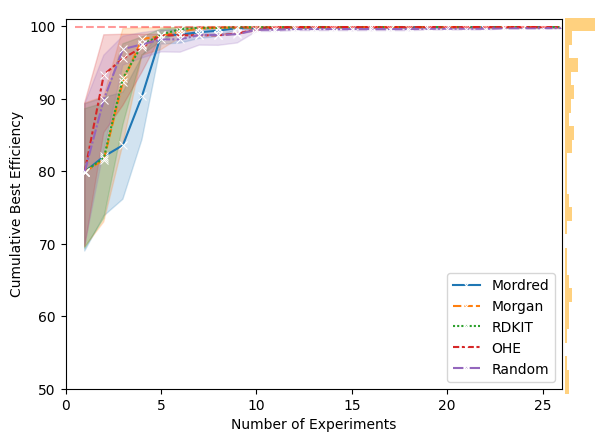 100
90
80
70
60
50
Cumulative Best Efficiency
0
5
10
15
20
25
Number of Experiments
Mordred
Morgan
RDKIT
OHE
Random